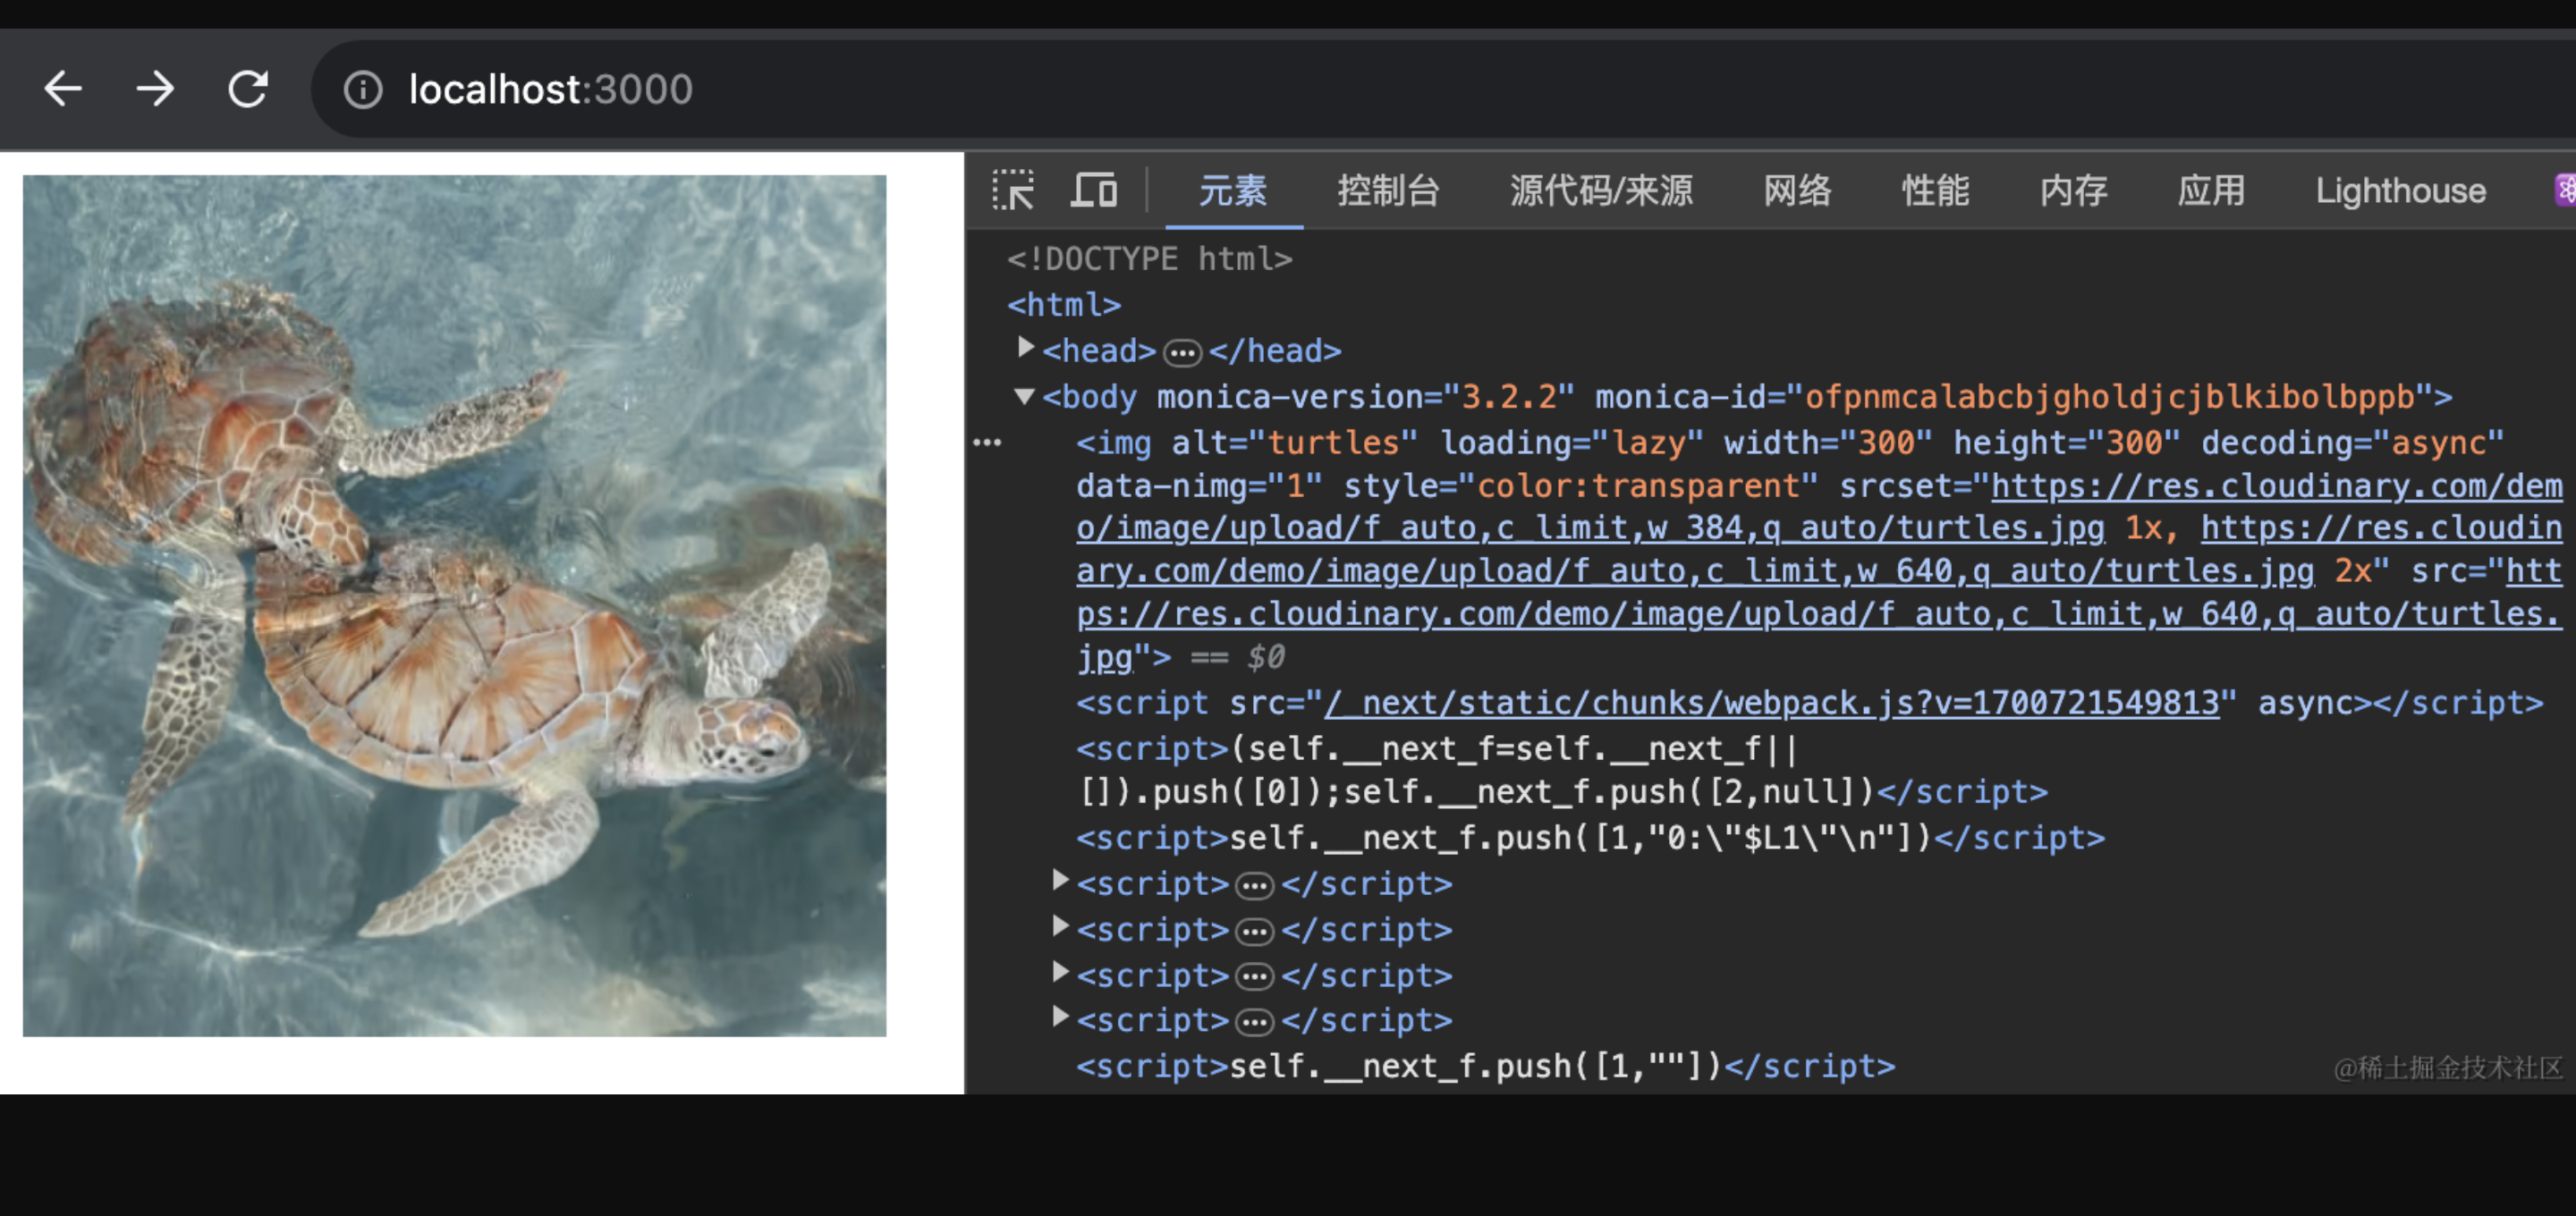 localhost:3000
元素 控制台 源代码/来源 网络 性能 内存 应用 Lighthouse
<!DOCTYPE html>
<html>
<head>…</head>
<body monica-version="3.2.2" monica-id="ofpnmcalabcbjgholdjcjblkibolbppb">
<img alt="turtles" loading="lazy" width="300" height="300" decoding="async"
data-nimg="1" style="color:transparent" srcset="https://res.cloudinary.com/dem
o/image/upload/f_auto,c_limit,w_384,q_auto/turtles.jpg 1x, https://res.cloudin
ary.com/demo/image/upload/f_auto,c_limit,w_640,q_auto/turtles.jpg 2x" src="htt
ps://res.cloudinary.com/demo/image/upload/f_auto,c_limit,w_640,q_auto/turtles.
jpg"> == $0
<script src="/_next/static/chunks/webpack.js?v=1700721549813" async></script>
<script>(self.__next_f=self.__next_f||
[]).push([0]);self.__next_f.push([2,null])</script>
<script>self.__next_f.push([1,"0:\"$L1\"\n"])</script>
<script>…</script>
<script>…</script>
<script>…</script>
<script>…</script>
<script>self.__next_f.push([1,""])</script>
@稀土掘金技术社区